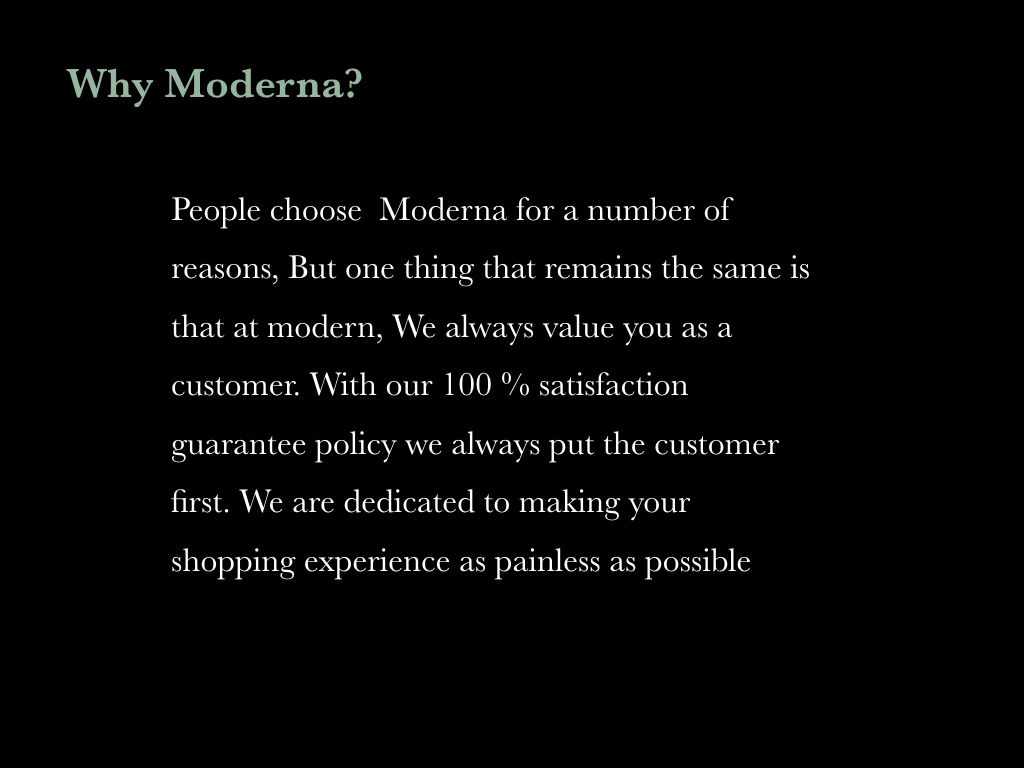 Why Moderna?
People choose  Moderna for a number of
reasons, But one thing that remains the same is
that at modern, We always value you as a
customer. With our 100 % satisfaction
guarantee policy we always put the customer
first. We are dedicated to making your
shopping experience as painless as possible